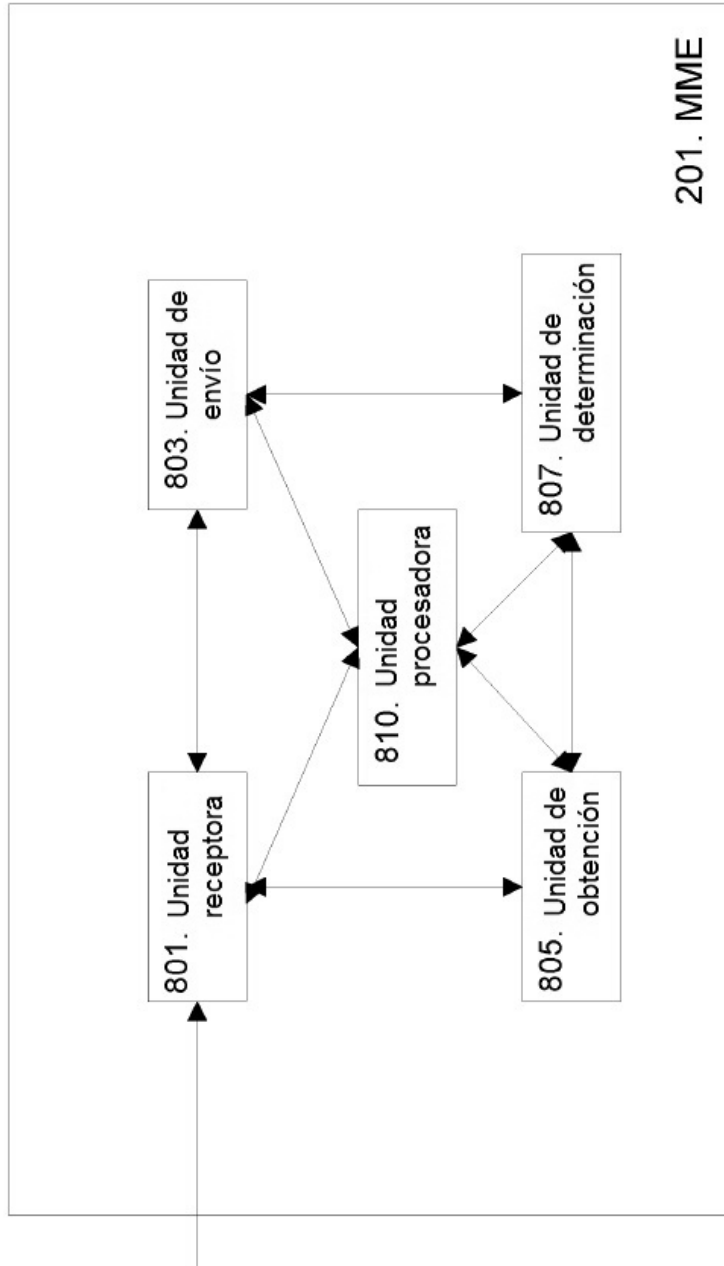 801. Unidad
receptora
803. Unidad de
envío
810. Unidad
procesadora
805. Unidad de
obtención
807. Unidad de
determinación
201. MME